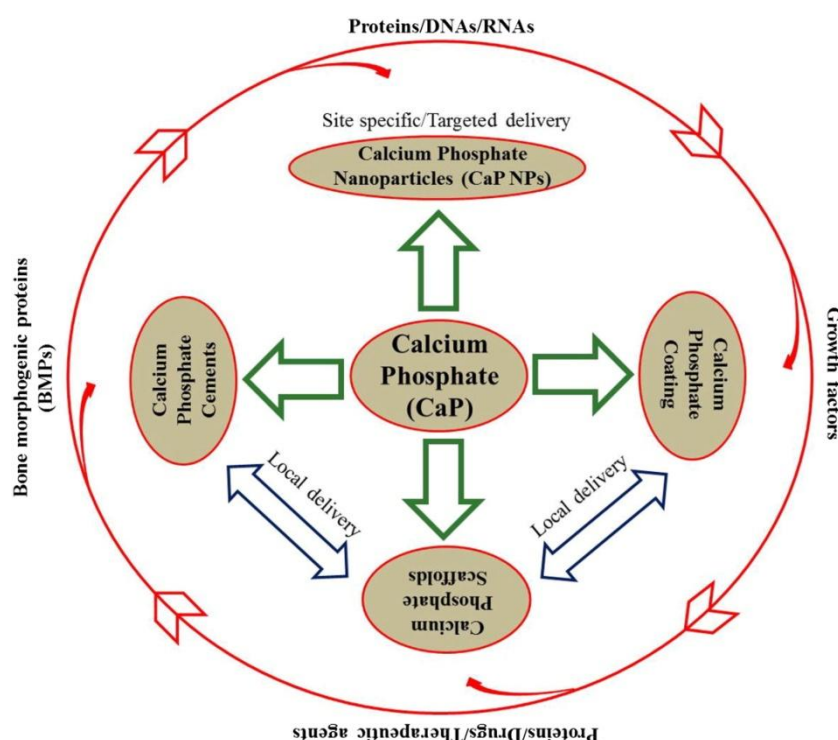 Proteins/DNAs/RNAs
Site specific/Targeted delivery
Calcium Phosphate
Nanoparticles (CaP NPs)
Bone morphogenic proteins
(BMPs)
Calcium
Phosphate
Cements
Calcium
Phosphate
(CaP)
Calcium
Phosphate
Coating
Growth factors
Local delivery
Local delivery
Calcium
Phosphate
Scaffolds
Proteins/Drugs/Therapeutic agents